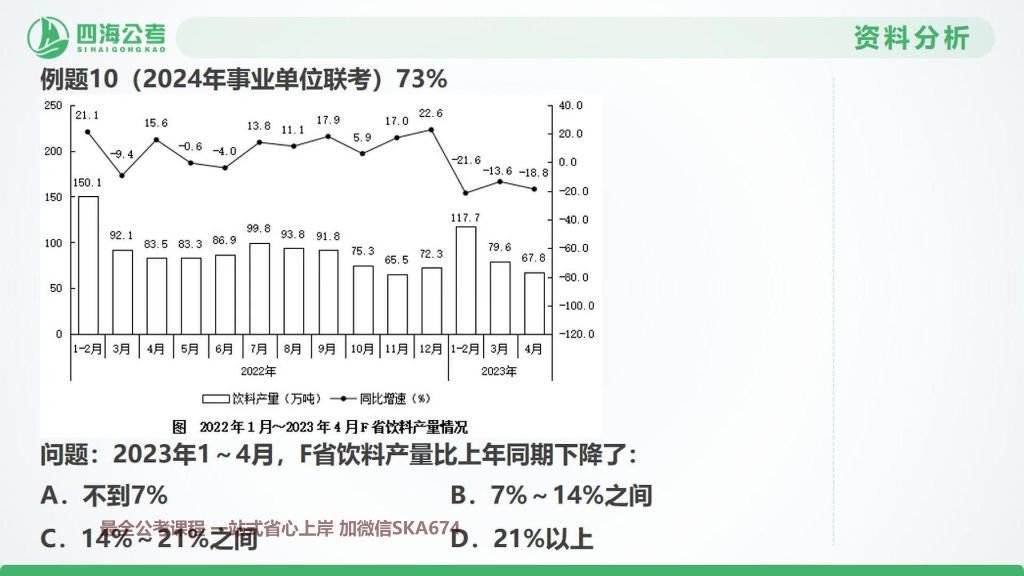 四海公考
SIHAIGONGKAO
资料分析
例题10（2024年事业单位联考）73%
250 200 150 100 50 0
40.0 20.0 0.0 -20.0 -40.0 -60.0 -80.0 -100.0 -120.0
21.1 -9.4 15.6 -0.6 -4.0 13.8 11.1 17.9 5.9 17.0 22.6 -21.6 -13.6 -18.8
150.1 92.1 83.5 83.3 86.9 99.8 93.8 91.8 75.3 65.5 72.3 117.7 79.6 67.8
1-2月 3月 4月 5月 6月 7月 8月 9月 10月 11月 12月 1-2月 3月 4月
2022年 2023年
饮料产量（万吨） 同比增速（%）
图 2022年1月～2023年4月F省饮料产量情况
问题：2023年1～4月，F省饮料产量比上年同期下降了：
A．不到7% B．7%～14%之间
最全公考课程 一站式省心上岸 加微信SKA674
C．14%～21%之间 D．21%以上